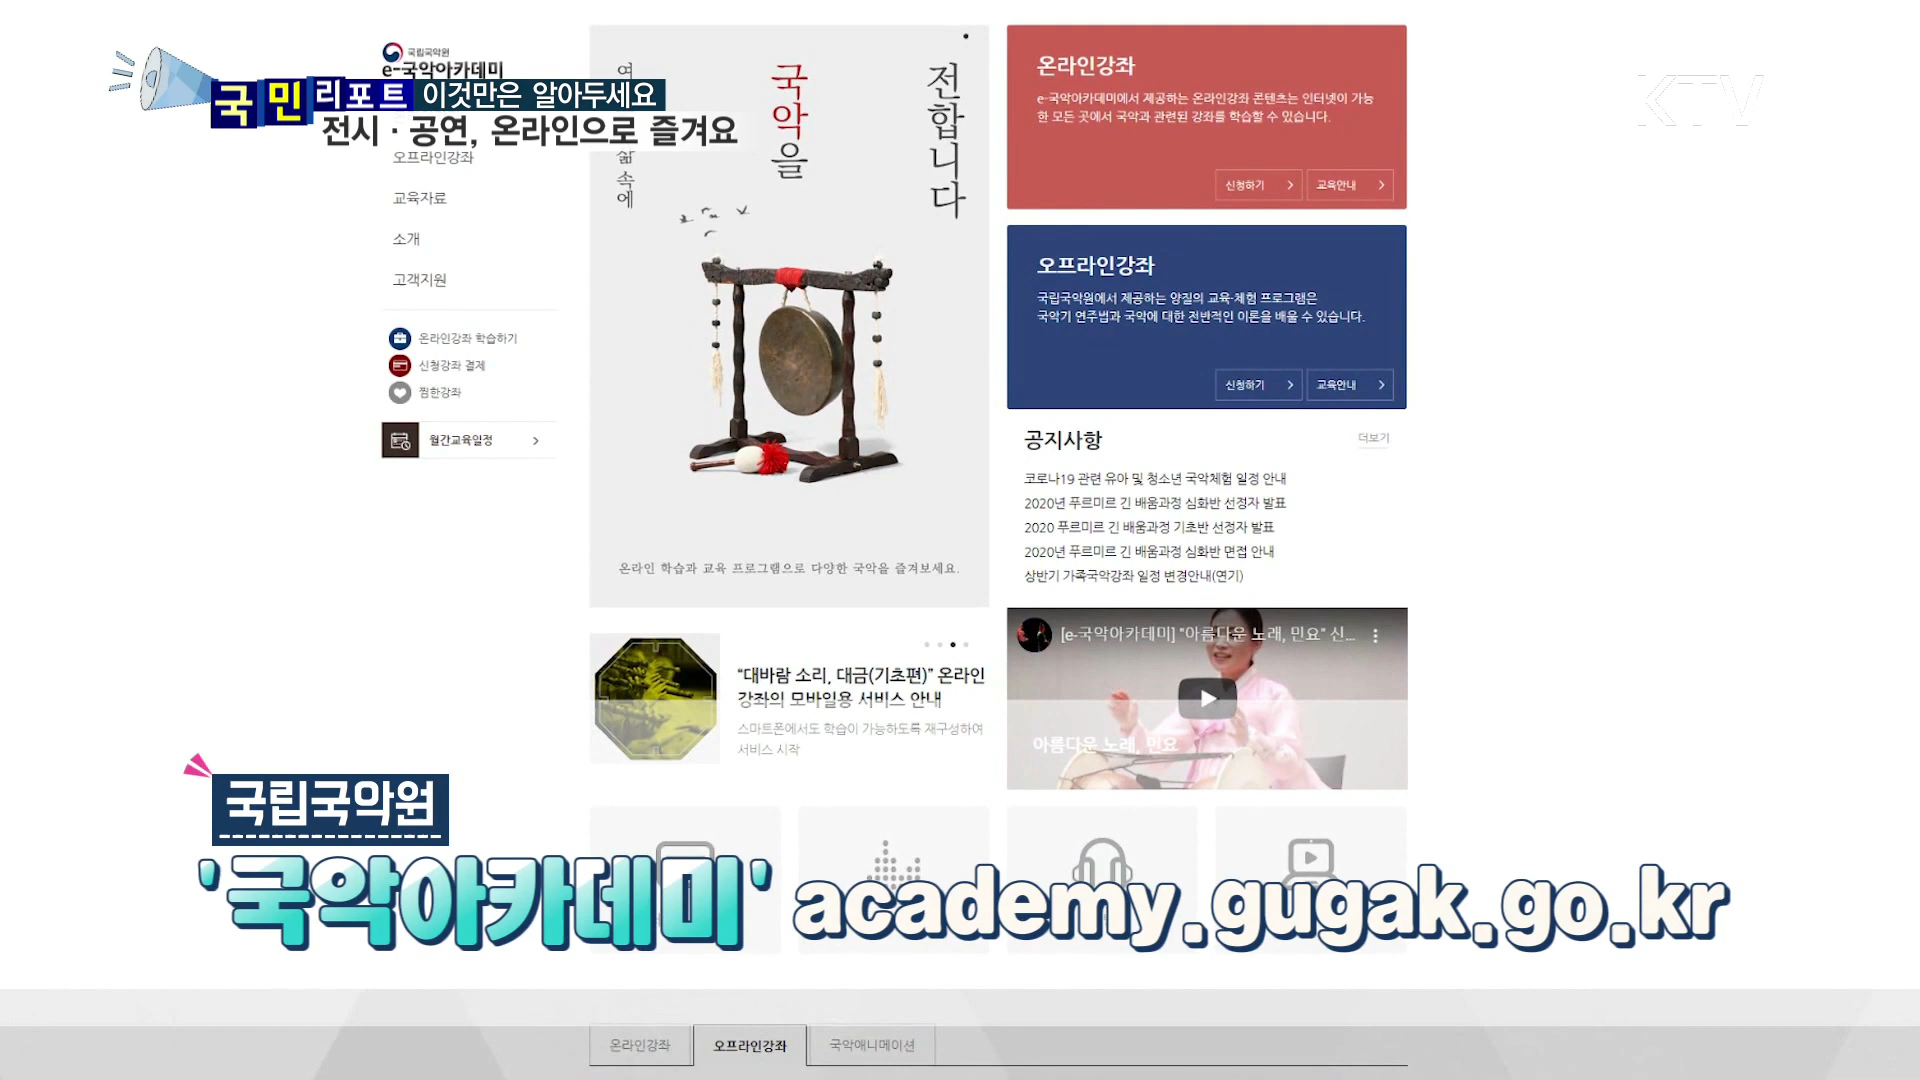 국립국악원
e-국악아카데미
국민리포트 이것만은 알아두세요
전시·공연, 온라인으로 즐겨요
KTV
오프라인강좌
교육자료
소개
고객지원
온라인강좌 학습하기
신청강좌 결제
찜한강좌
월간교육일정
전합니다
국악을
삶 속에
온라인 학습과 교육 프로그램으로 다양한 국악을 즐겨보세요.
온라인강좌
e-국악아카데미에서 제공하는 온라인강좌 콘텐츠는 인터넷이 가능
한 모든 곳에서 국악과 관련된 강좌를 학습할 수 있습니다.
신청하기 교육안내
오프라인강좌
국립국악원에서 제공하는 양질의 교육·체험 프로그램은
국악기 연주법과 국악에 대한 전반적인 이론을 배울 수 있습니다.
신청하기 교육안내
공지사항 더보기
코로나19 관련 유아 및 청소년 국악체험 일정 안내
2020년 푸르미르 긴 배움과정 심화반 선정자 발표
2020 푸르미르 긴 배움과정 기초반 선정자 발표
2020년 푸르미르 긴 배움과정 심화반 면접 안내
상반기 가족국악강좌 일정 변경안내(연기)
“대바람 소리, 대금(기초편)” 온라인
강좌의 모바일용 서비스 안내
스마트폰에서도 학습이 가능하도록 재구성하여
서비스 시작
[e-국악아카데미] "아름다운 노래, 민요" 신...
아름다운 노래, 민요
국립국악원
'국악아카데미' academy.gugak.go.kr
온라인강좌 오프라인강좌 국악애니메이션